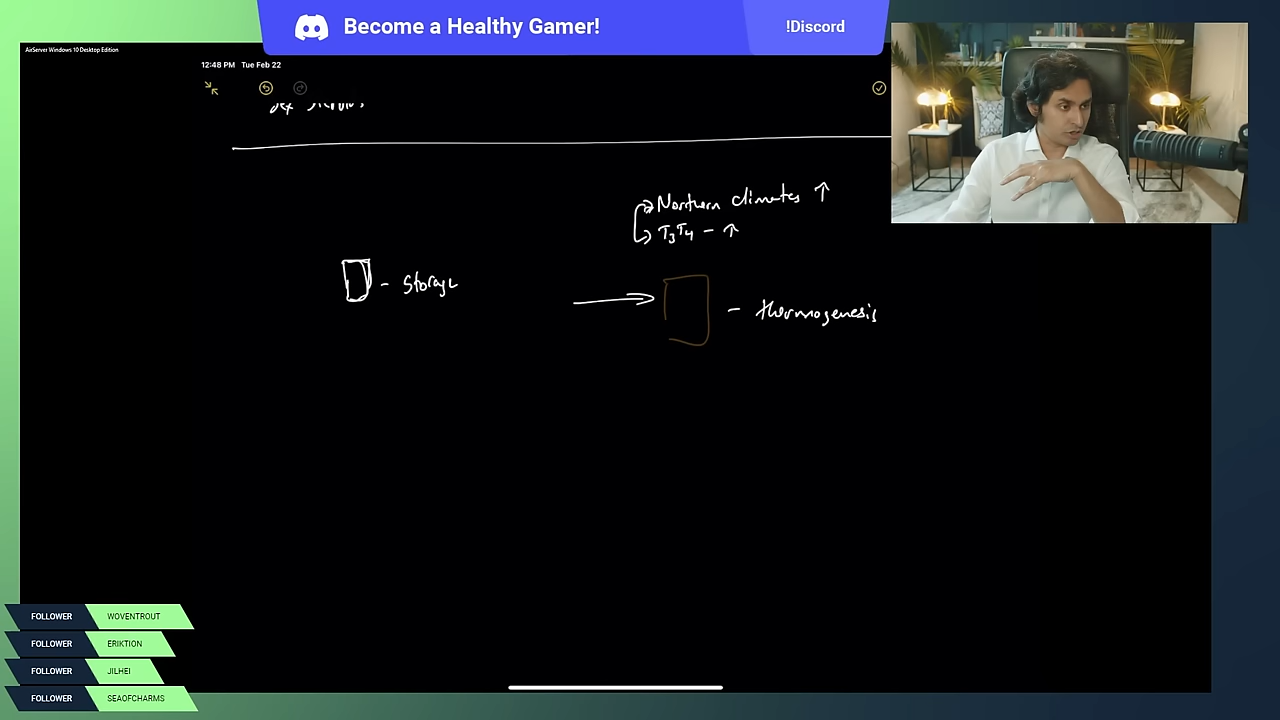 Become a Healthy Gamer!
!Discord
AirServer Windows 10 Desktop Edition
12:48 PM Tue Feb 22
→ Northern climates ↑
→ T3T4 - ↑
- Storage
- thermogenesis
FOLLOWER WOVENTROUT
FOLLOWER ERIKTION
FOLLOWER JILHEI
FOLLOWER SEAOFCHARMS